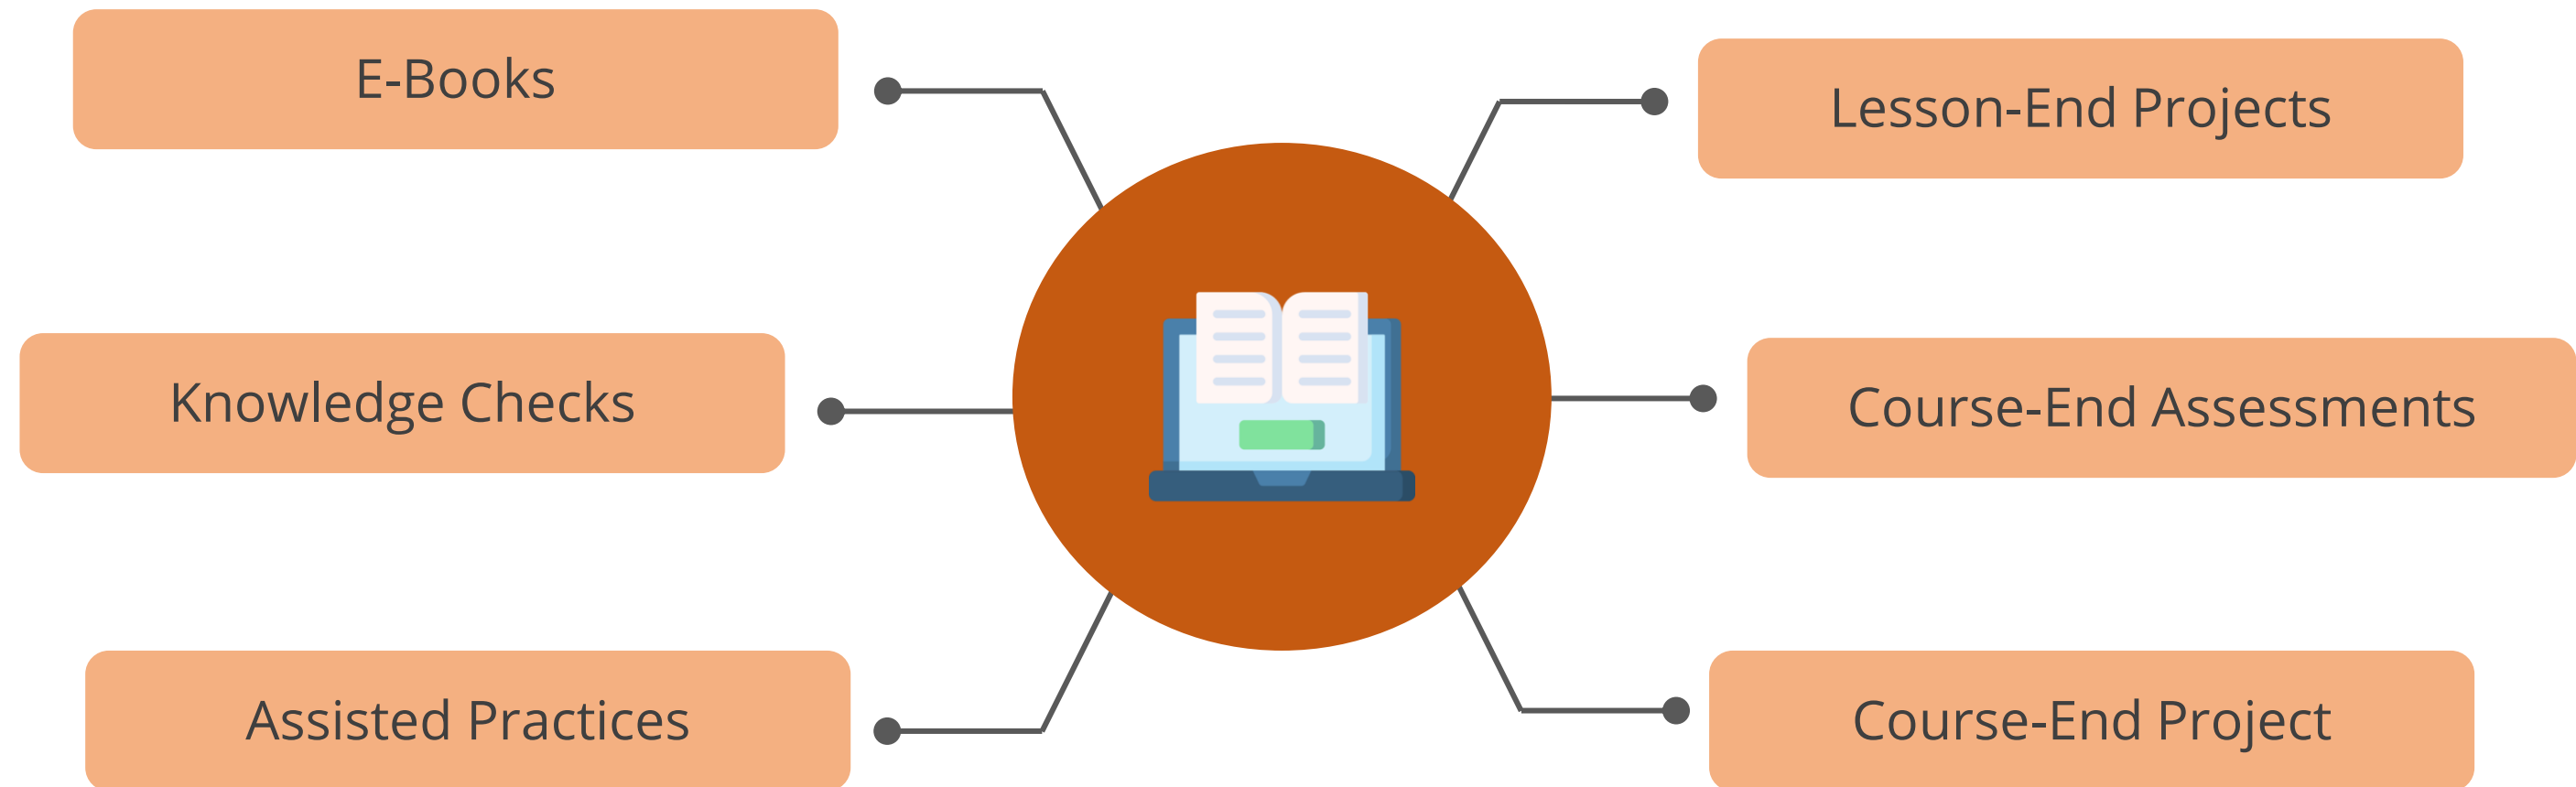 E-Books
Knowledge Checks
Assisted Practices
Lesson-End Projects
Course-End Assessments
Course-End Project